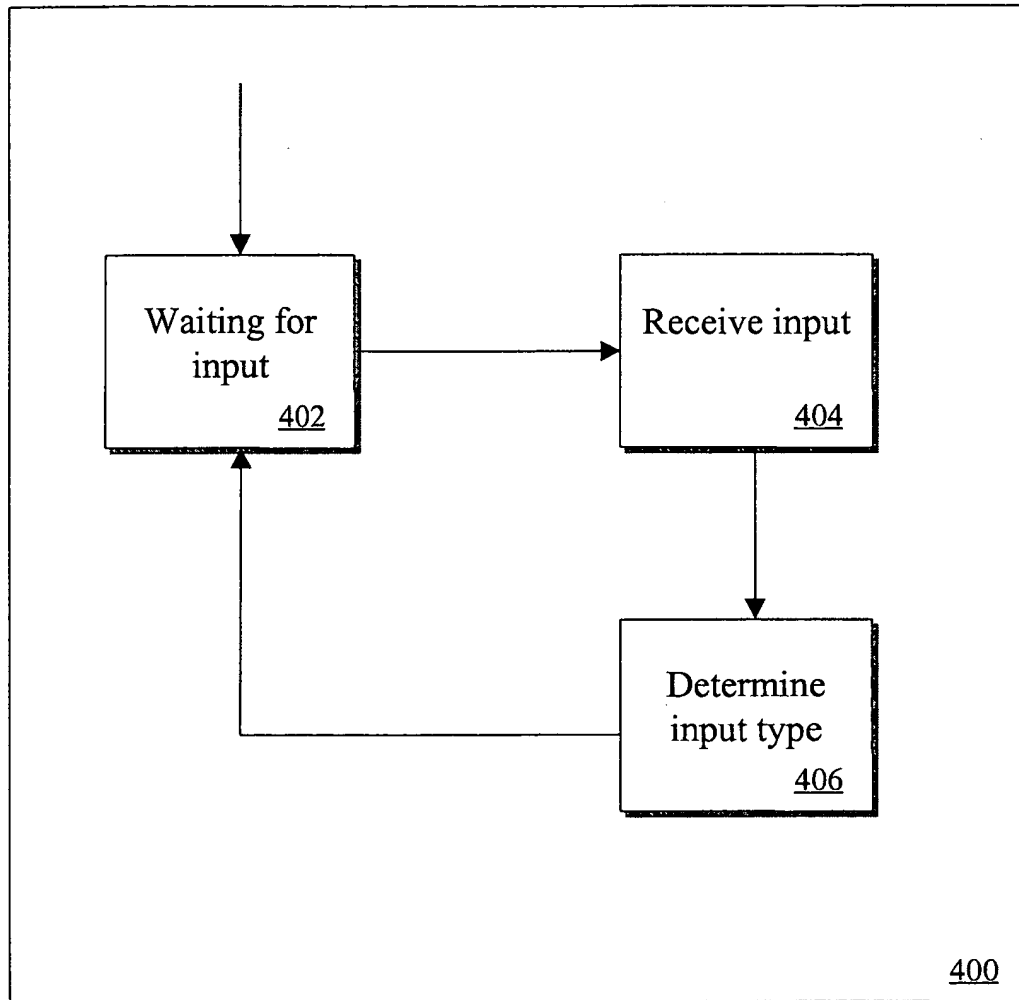 Waiting for
input
402
Receive input
404
Determine
input type
406
400